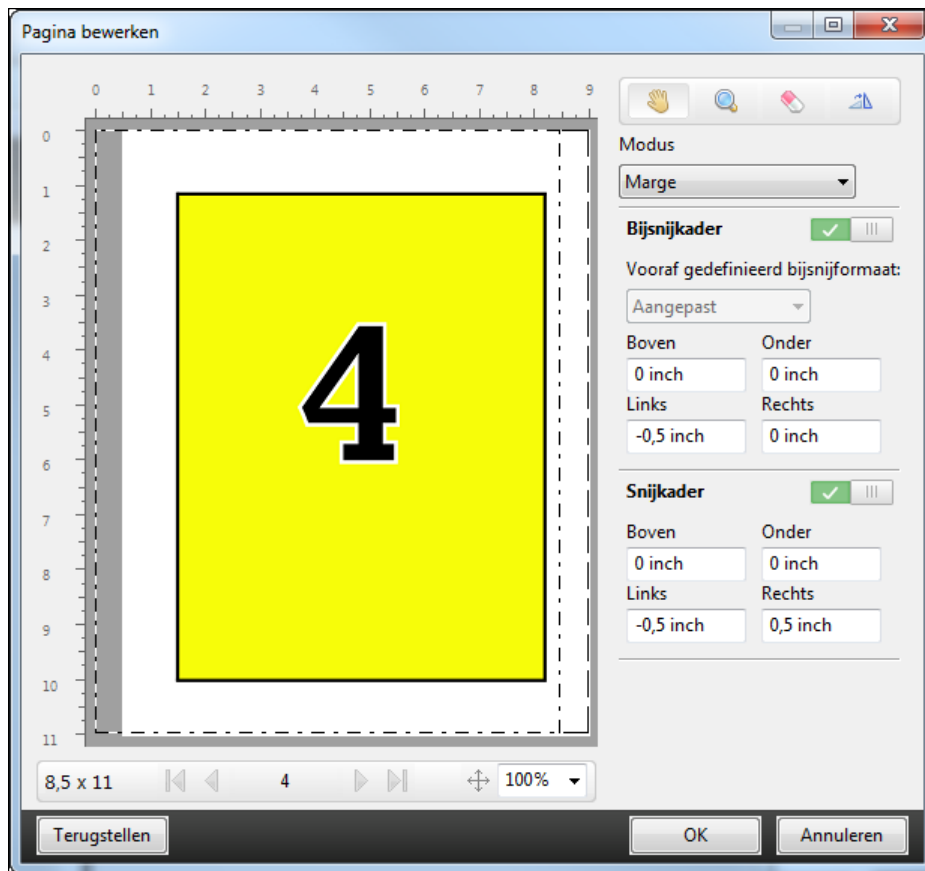 Pagina bewerken
0 1 2 3 4 5 6 7 8 9
0
1
2
3
4
5
6
7
8
9
10
11
4
Modus
Marge
Bijsnijkader
Vooraf gedefinieerd bijsnijformaat:
Aangepast
Boven Onder
0 inch 0 inch
Links Rechts
-0,5 inch 0 inch
Snijkader
Boven Onder
0 inch 0 inch
Links Rechts
-0,5 inch 0,5 inch
8,5 x 11 4 100%
Terugstellen OK Annuleren